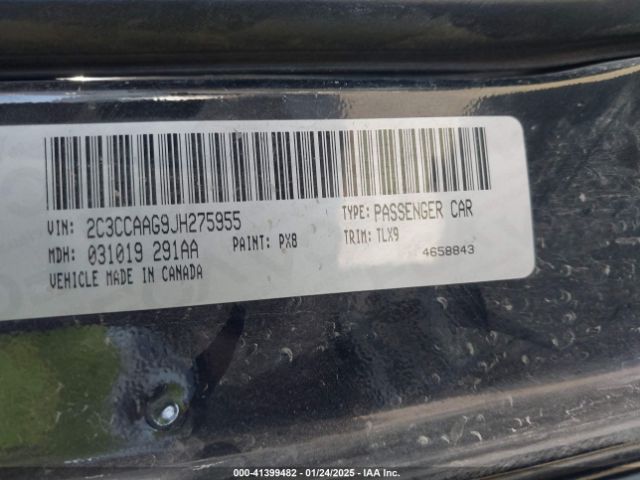 VIN: 2C3CCAAG9JH275955
TYPE: PASSENGER CAR
MDH: 031019 291AA
PAINT: PX8
TRIM: TLX9
VEHICLE MADE IN CANADA
4658843
000-41399482 - 01/24/2025 - IAA Inc.